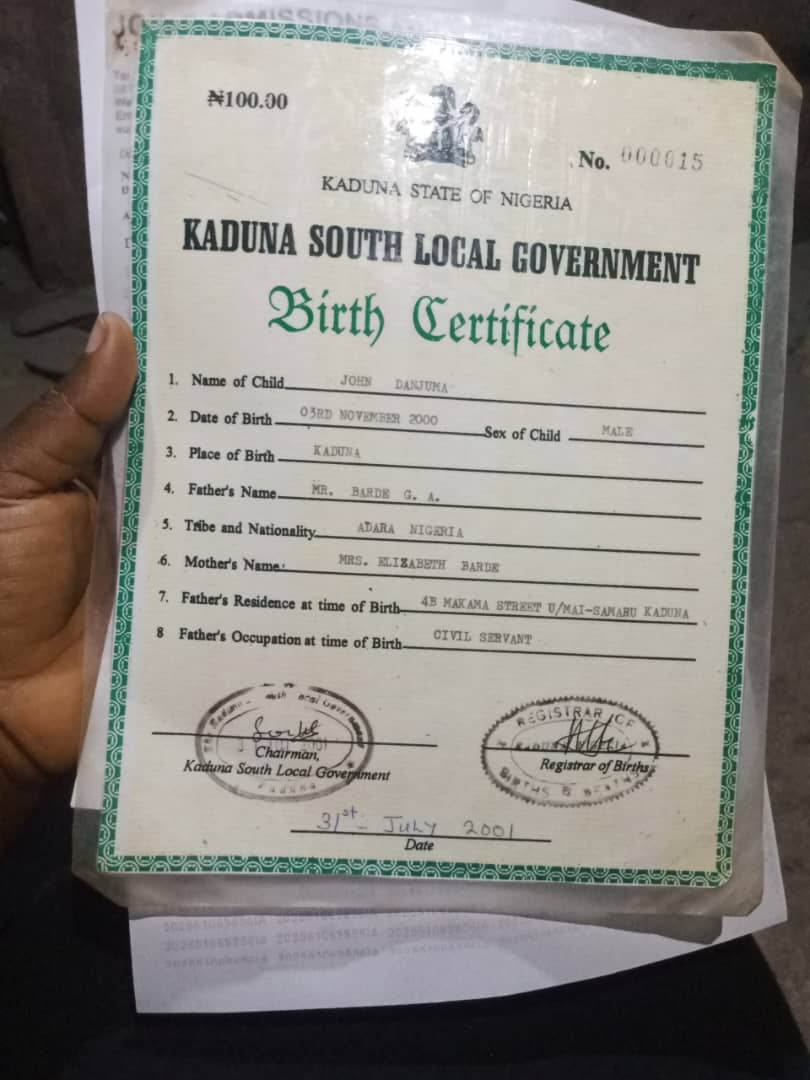 ₦100.00
No. 000015
KADUNA STATE OF NIGERIA
KADUNA SOUTH LOCAL GOVERNMENT
Birth Certificate
1. Name of Child JOHN DANJUMA
2. Date of Birth 03RD NOVEMBER 2000 Sex of Child MALE
3. Place of Birth KADUNA
4. Father's Name MR. BARDE G. A.
5. Tribe and Nationality ADARA NIGERIA
6. Mother's Name MRS. ELIZABETH BARDE
7. Father's Residence at time of Birth 4B MAKAMA STREET U/MAI-SAMARU KADUNA
8 Father's Occupation at time of Birth CIVIL SERVANT
Chairman,
Kaduna South Local Government
Kaduna
REGISTRAR OF
Registrar of Births
BIRTHS & DEATHS
31st - JULY 2001
Date